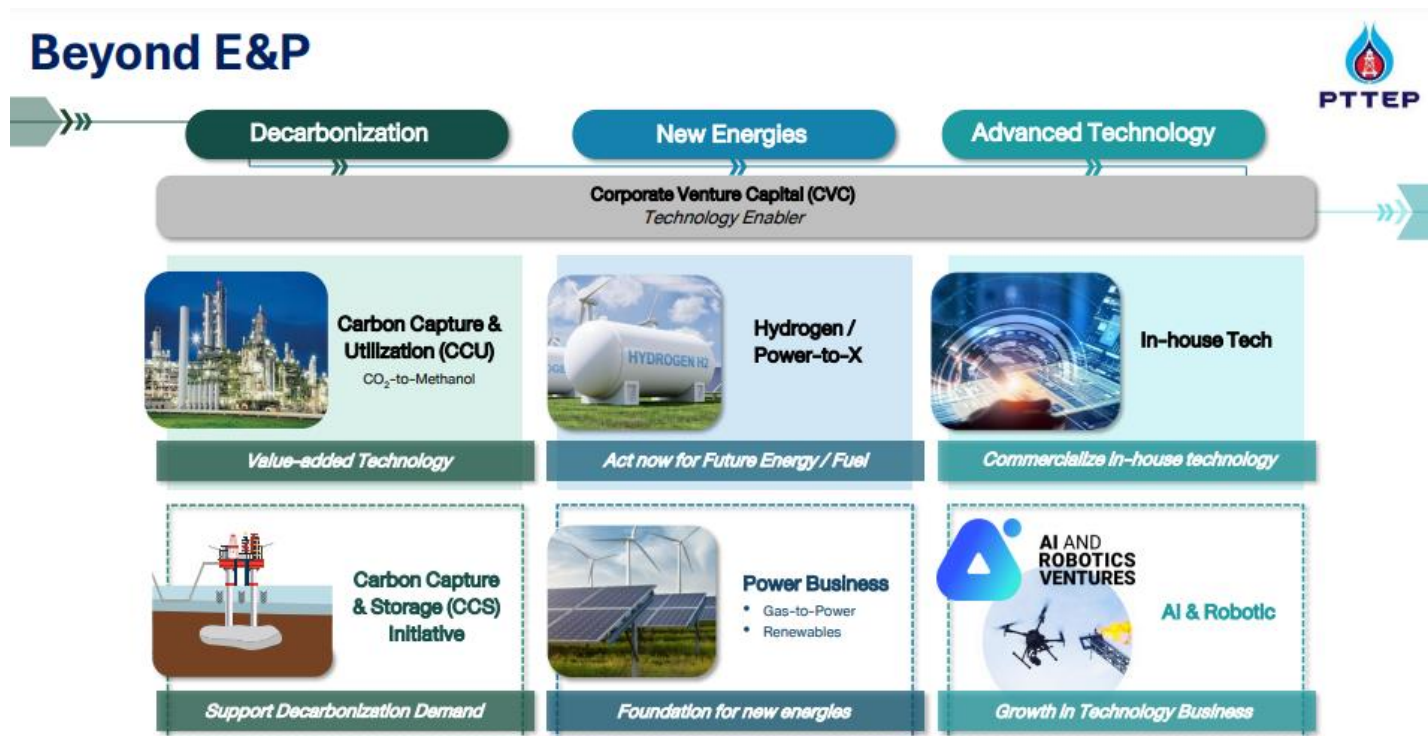 Beyond E&P
PTTEP
Decarbonization
New Energies
Advanced Technology
Corporate Venture Capital (CVC)
Technology Enabler
Carbon Capture &
Utilization (CCU)
CO₂-to-Methanol
Value-added Technology
HYDROGEN H2
Hydrogen /
Power-to-X
Act now for Future Energy / Fuel
In-house Tech
Commercialize in-house technology
Carbon Capture
& Storage (CCS)
Initiative
Support Decarbonization Demand
Power Business
• Gas-to-Power
• Renewables
Foundation for new energies
AI AND
ROBOTICS
VENTURES
AI & Robotic
Growth in Technology Business